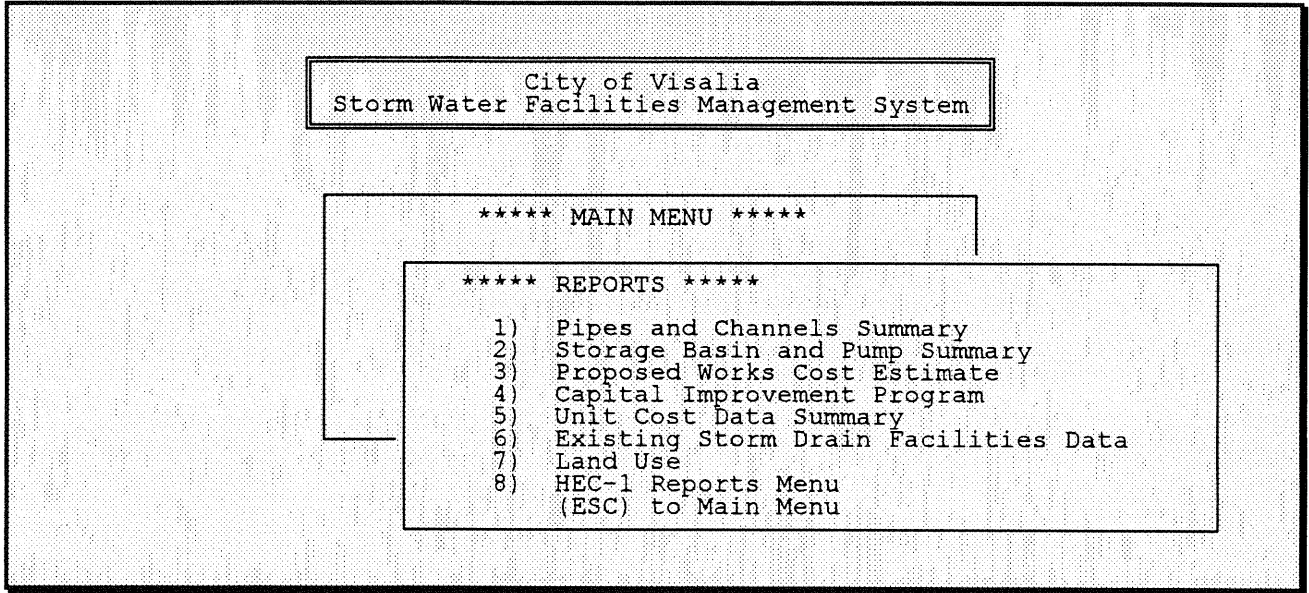 City of Visalia
Storm Water Facilities Management System
***** MAIN MENU *****
***** REPORTS *****
1) Pipes and Channels Summary
2) Storage Basin and Pump Summary
3) Proposed Works Cost Estimate
4) Capital Improvement Program
5) Unit Cost Data Summary
6) Existing Storm Drain Facilities Data
7) Land Use
8) HEC-1 Reports Menu
(ESC) to Main Menu